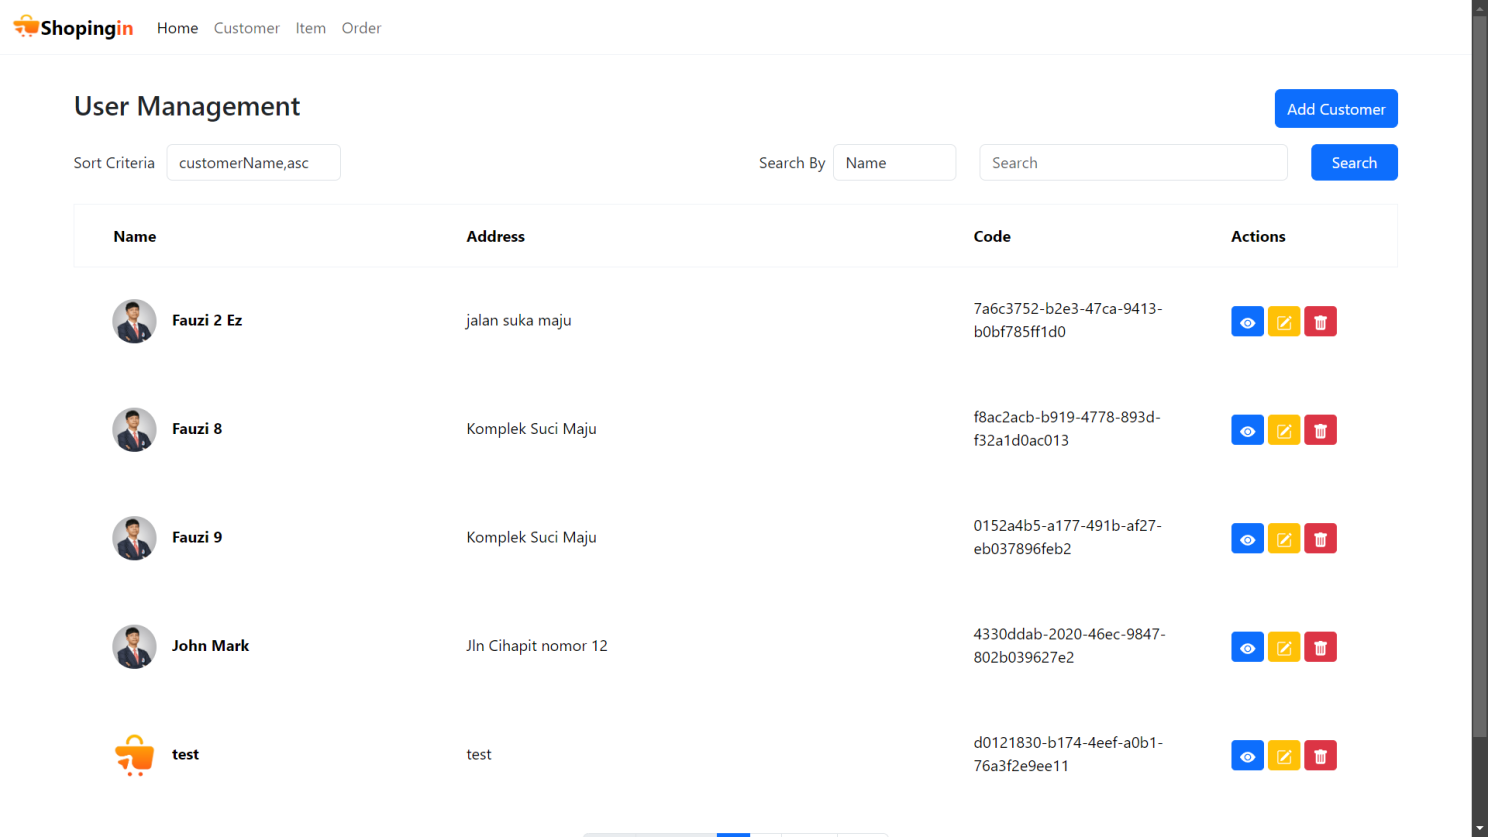 Shopingin Home Customer Item Order
User Management Add Customer
Sort Criteria customerName,asc Search By Name Search Search
Name Address Code Actions
Fauzi 2 Ez jalan suka maju 7a6c3752-b2e3-47ca-9413-
b0bf785ff1d0
Fauzi 8 Komplek Suci Maju f8ac2acb-b919-4778-893d-
f32a1d0ac013
Fauzi 9 Komplek Suci Maju 0152a4b5-a177-491b-af27-
eb037896feb2
John Mark Jln Cihapit nomor 12 4330ddab-2020-46ec-9847-
802b039627e2
test test d0121830-b174-4eef-a0b1-
76a3f2e9ee11